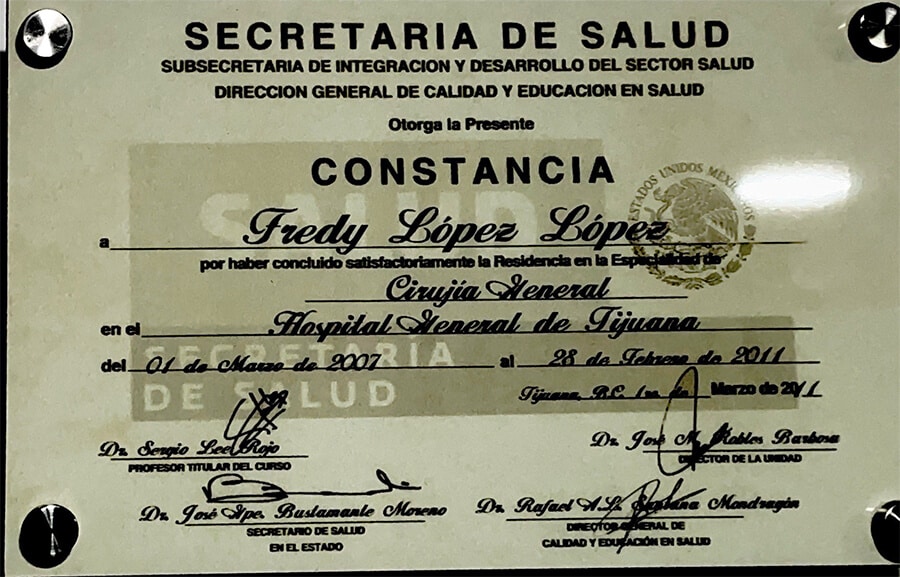 SECRETARIA DE SALUD
SUBSECRETARIA DE INTEGRACION Y DESARROLLO DEL SECTOR SALUD
DIRECCION GENERAL DE CALIDAD Y EDUCACION EN SALUD
Otorga la Presente
CONSTANCIA
SALUD
ESTADOS UNIDOS MEXICANOS
a Fredy López López
por haber concluido satisfactoriamente la Residencia en la Especialidad de
Cirujía General
en el Hospital General de Tijuana
SECRETARÍA
del 01 de Marzo de 2007 al 28 de Febrero de 2011
DE SALUD
Tijuana, B.C. 1ro. de Marzo de 2011
Dr. Sergio Lee Rojo
PROFESOR TITULAR DEL CURSO
Dr. José M. Robles Barbosa
DIRECTOR DE LA UNIDAD
Dr. José Gpe. Bustamante Moreno
SECRETARIO DE SALUD
EN EL ESTADO
Dr. Rafael A.L. Santana Mondragón
DIRECTOR GENERAL DE
CALIDAD Y EDUCACIÓN EN SALUD